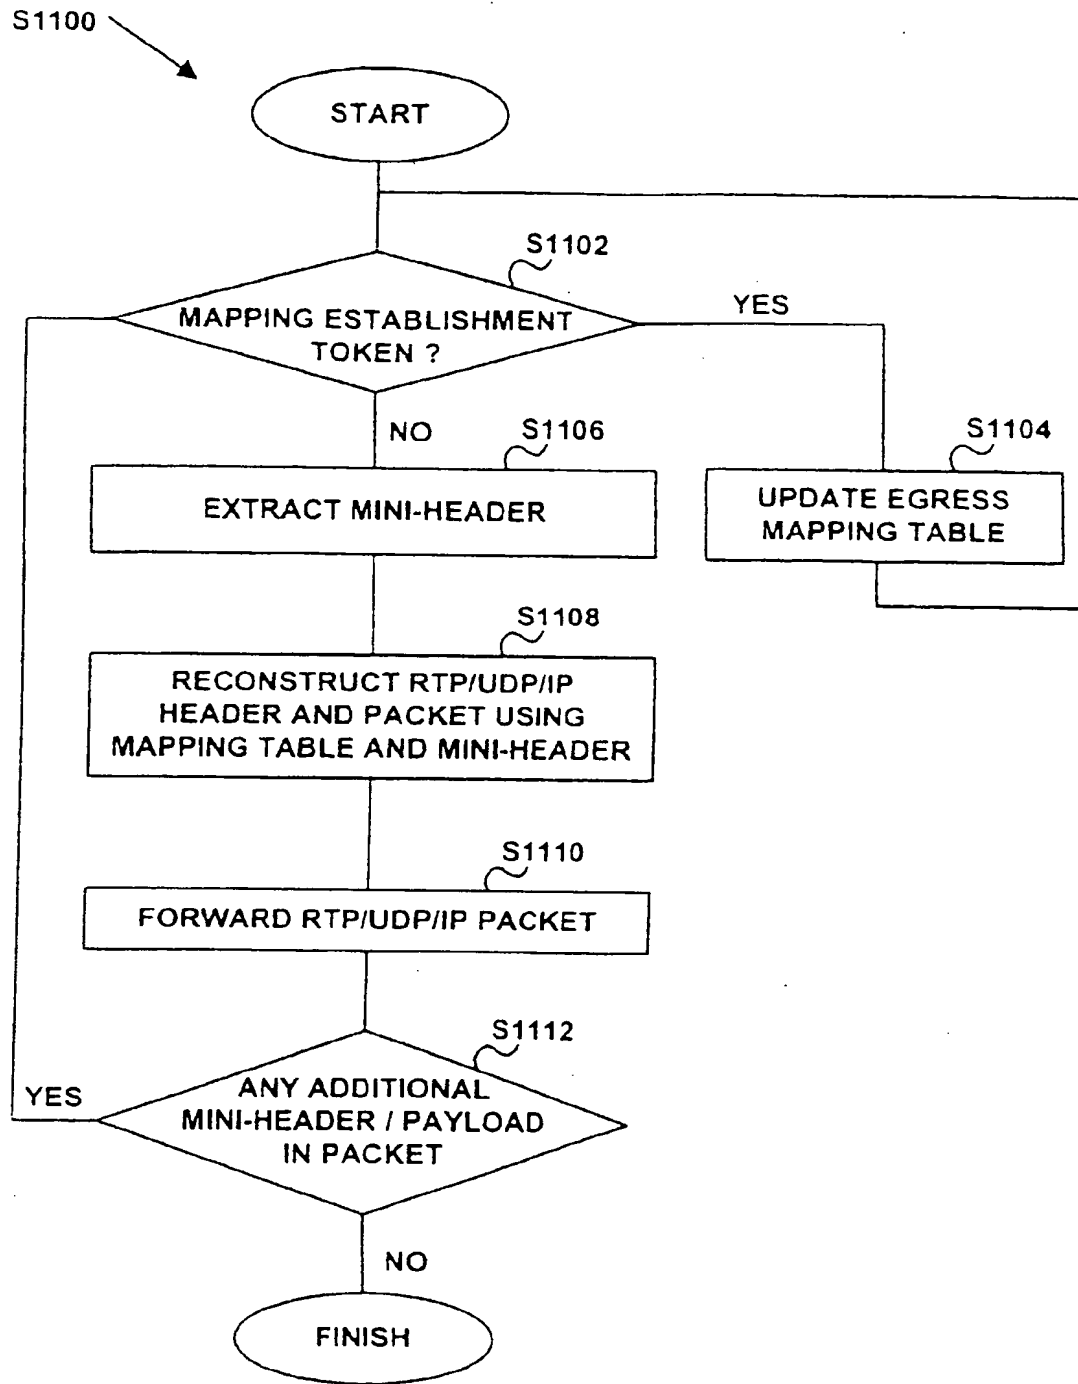 S1100
START
S1102
YES
MAPPING ESTABLISHMENT
TOKEN ?
NO
S1106
S1104
EXTRACT MINI-HEADER
UPDATE EGRESS
MAPPING TABLE
S1108
RECONSTRUCT RTP/UDP/IP
HEADER AND PACKET USING
MAPPING TABLE AND MINI-HEADER
S1110
FORWARD RTP/UDP/IP PACKET
S1112
YES
ANY ADDITIONAL
MINI-HEADER / PAYLOAD
IN PACKET
NO
FINISH